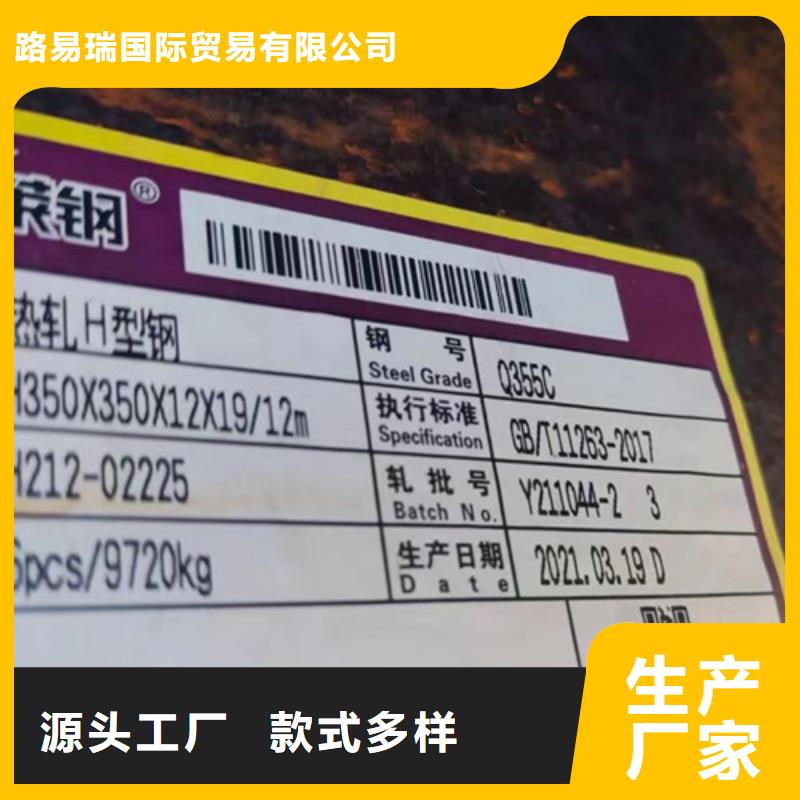 路易瑞国际贸易有限公司
莱钢®
热轧H型钢
钢 号
Steel Grade
Q355C
H350X350X12X19/12m
执行标准
Specification
GB/T11263-2017
H212-02225
轧批号
Batch No.
Y211044-2 3
6pcs/9720kg
生产日期
Date
2021.03.19 D
源头工厂 款式多样
生产
厂家